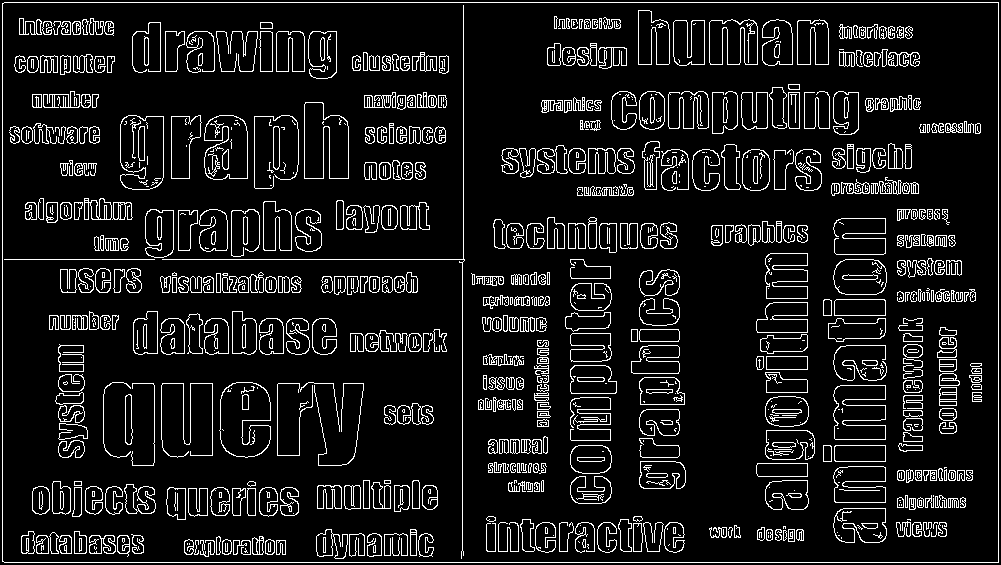 Interactive
drawing
computer
clustering
number
navigation
graph
software
science
view
notes
algorithm
graphs
layout
time
users
visualizations
approach
number
database
network
system
query
sets
objects
queries
multiple
databases
exploration
dynamic
human
interfaces
design
interface
graphics
computing
graphic
processing
systems
factors
sigchi
automatic
presentation
techniques
graphics
process
systems
system
architecture
image
model
performance
volume
displays
issue
objects
applications
computer
graphics
algorithm
animation
framework
computer
model
annual
structures
virtual
operations
algorithms
views
interactive
work
design